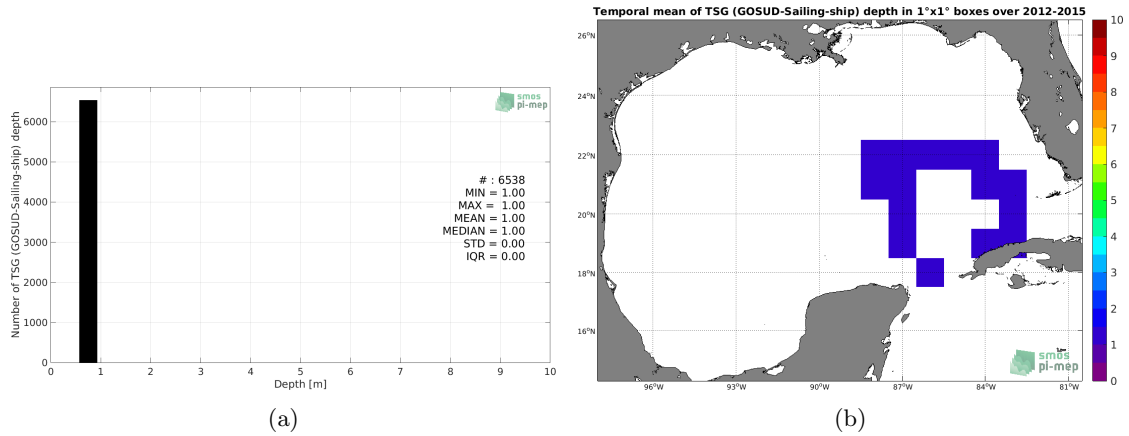 Number of TSG (GOSUD-Sailing-ship) depth
6000
5000
4000
3000
2000
1000
0
0 1 2 3 4 5 6 7 8 9 10
Depth [m]
smos
pi-mep
# : 6538
MIN = 1.00
MAX = 1.00
MEAN = 1.00
MEDIAN = 1.00
STD = 0.00
IQR = 0.00
(a)
Temporal mean of TSG (GOSUD-Sailing-ship) depth in 1°x1° boxes over 2012-2015
26°N
24°N
22°N
20°N
18°N
16°N
96°W 93°W 90°W 87°W 84°W 81°W
smos
pi-mep
10
9
8
7
6
5
4
3
2
1
0
(b)